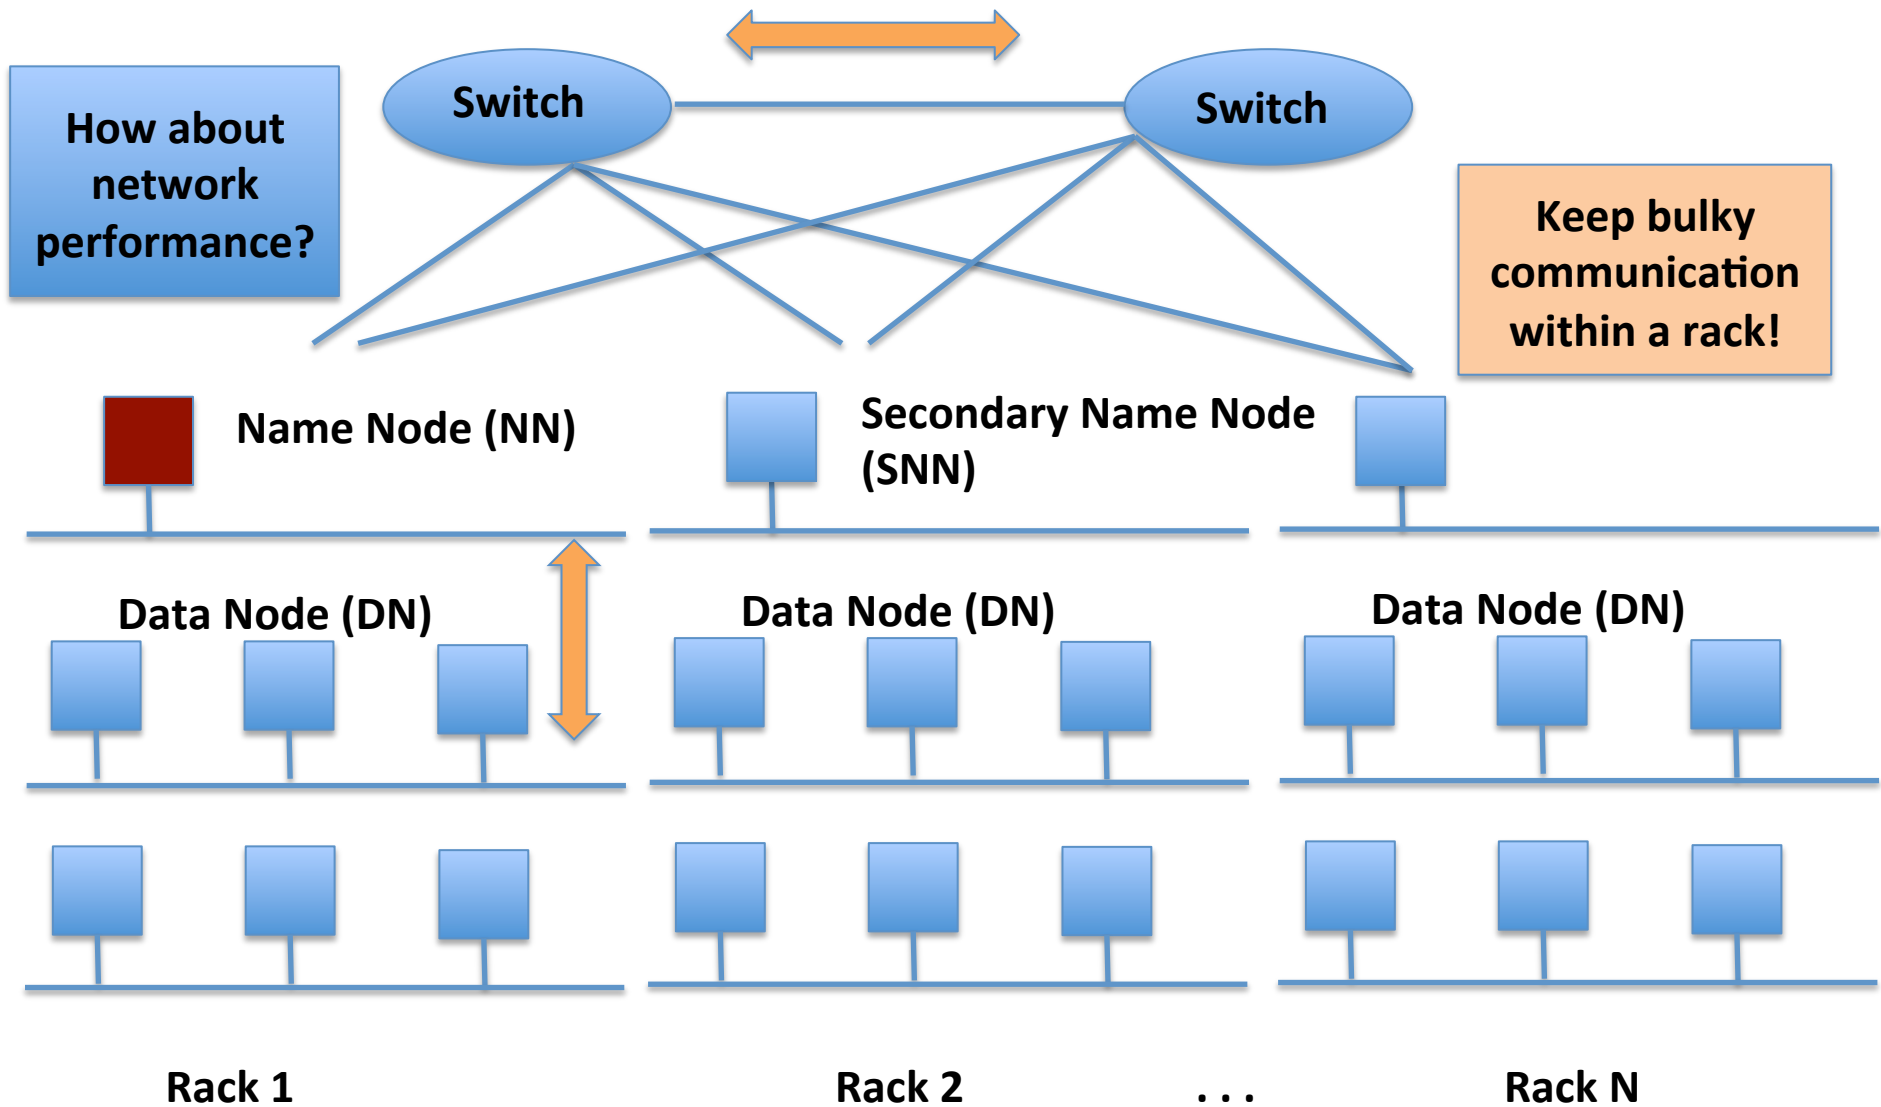 How about
network
performance?
Switch
Switch
Keep bulky
communication
within a rack!
Name Node (NN)
Secondary Name Node
(SNN)
Data Node (DN)
Data Node (DN)
Data Node (DN)
Rack 1
Rack 2
. . .
Rack N